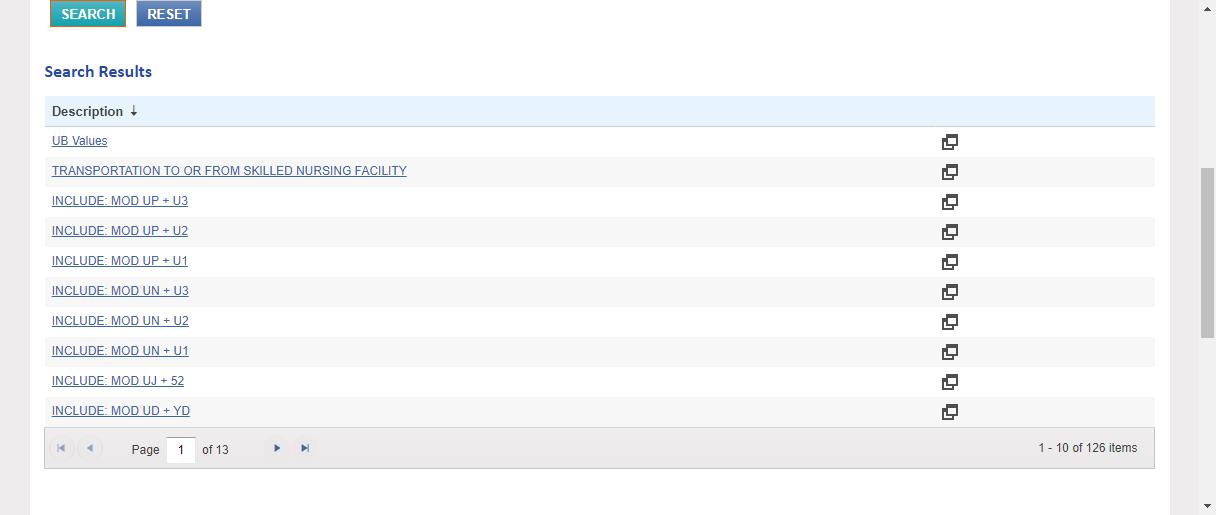 SEARCH RESET
Search Results
Description ↓
UB Values
TRANSPORTATION TO OR FROM SKILLED NURSING FACILITY
INCLUDE: MOD UP + U3
INCLUDE: MOD UP + U2
INCLUDE: MOD UP + U1
INCLUDE: MOD UN + U3
INCLUDE: MOD UN + U2
INCLUDE: MOD UN + U1
INCLUDE: MOD UJ + 52
INCLUDE: MOD UD + YD
Page 1 of 13 1 - 10 of 126 items